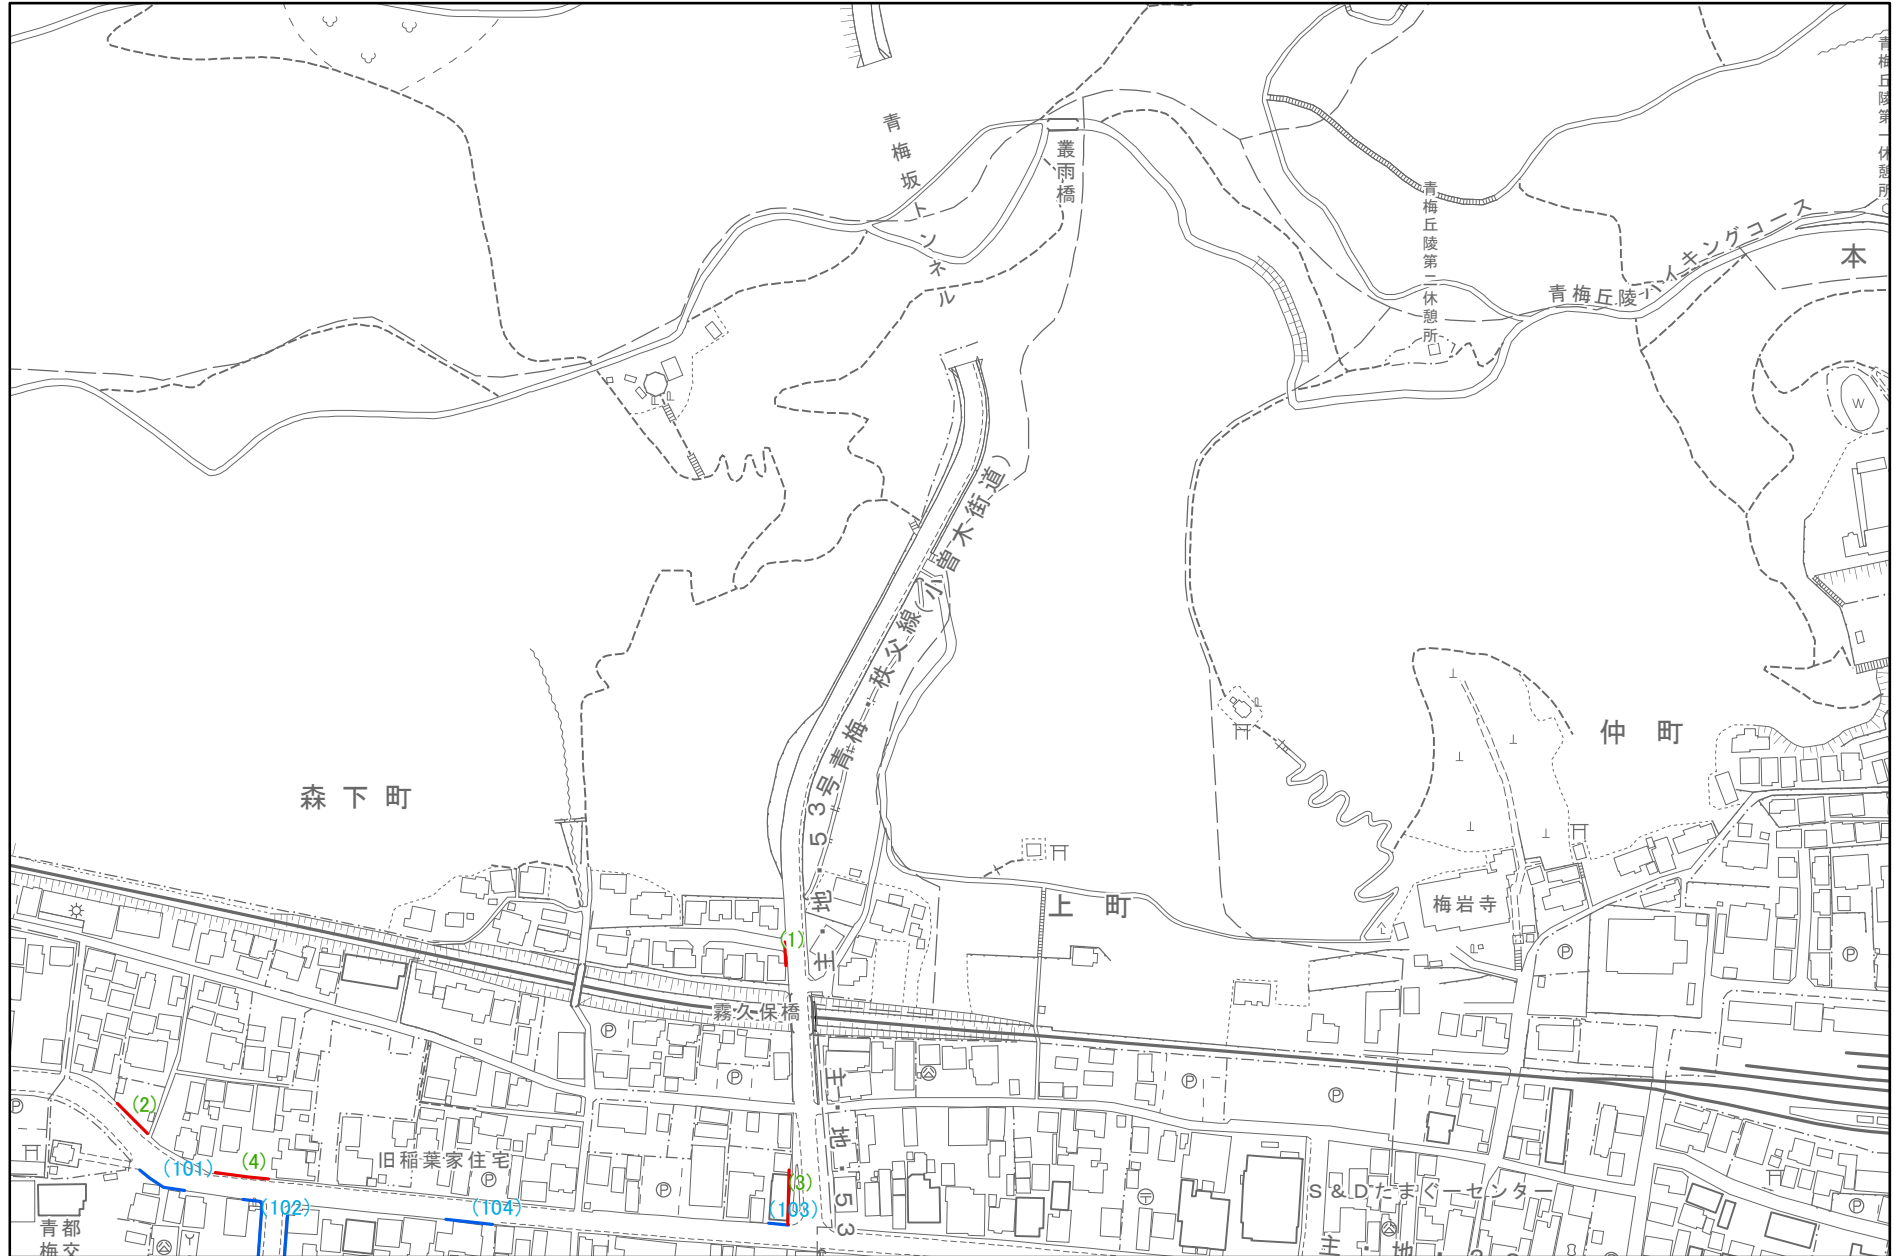 青梅坂トンネル
叢雨橋
青梅丘陵第一休憩所
青梅丘陵第二休憩所
青梅丘陵ハイキングコース
本
W
主・地・53号青梅・秩父線(小曽木街道)
仲町
森下町
上町
梅岩寺
(1)
霧久保橋
(2)
(101)
(4)
旧稲葉家住宅
(102)
(104)
(3)
(103)
主・地・53
S&Dたまぐーセンター
青梅
都交
主・地・
P
P
P
P
P
P
P
P
P
P